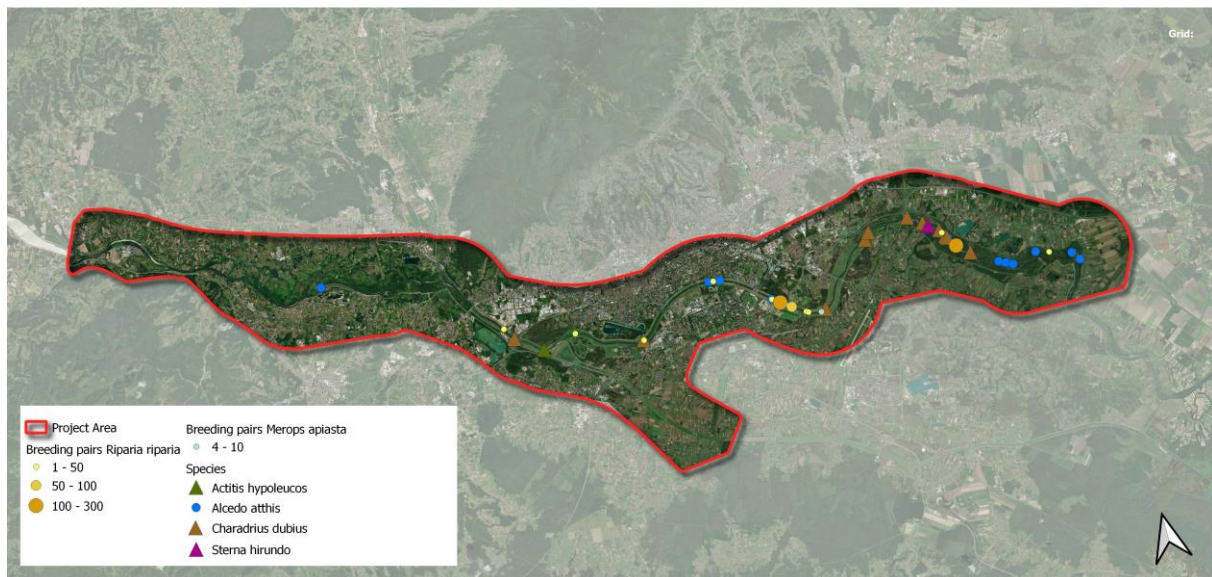 Grid:
Project Area
Breeding pairs Riparia riparia
1 - 50
50 - 100
100 - 300
Breeding pairs Merops apiasta
4 - 10
Species
Actitis hypoleucos
Alcedo atthis
Charadrius dubius
Sterna hirundo